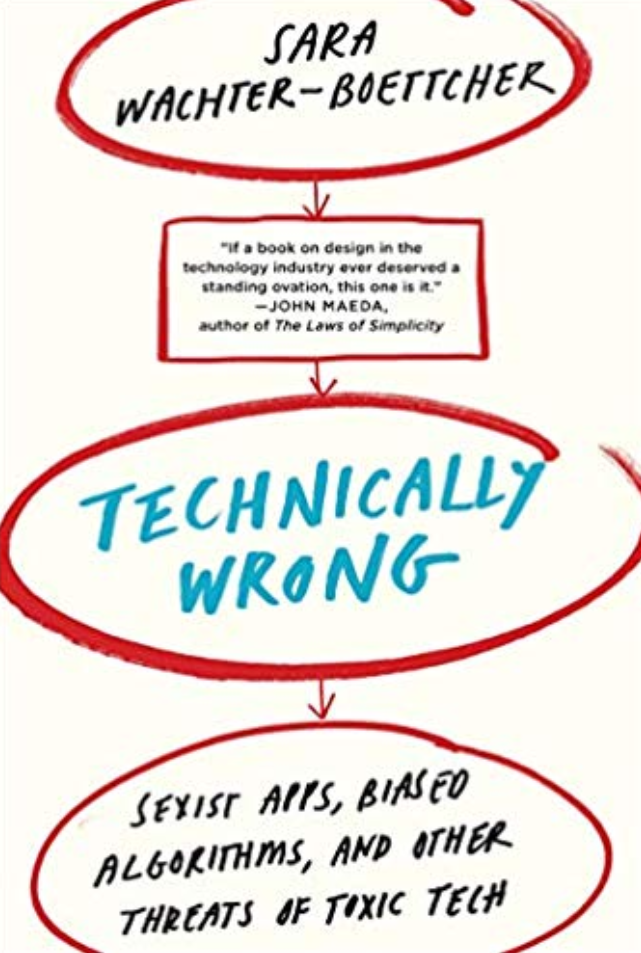 SARA
WACHTER-BOETTCHER
"If a book on design in the
technology industry ever deserved a
standing ovation, this one is it."
—JOHN MAEDA,
author of The Laws of Simplicity
TECHNICALLY
WRONG
SEXIST APPS, BIASED
ALGORITHMS, AND OTHER
THREATS OF TOXIC TECH